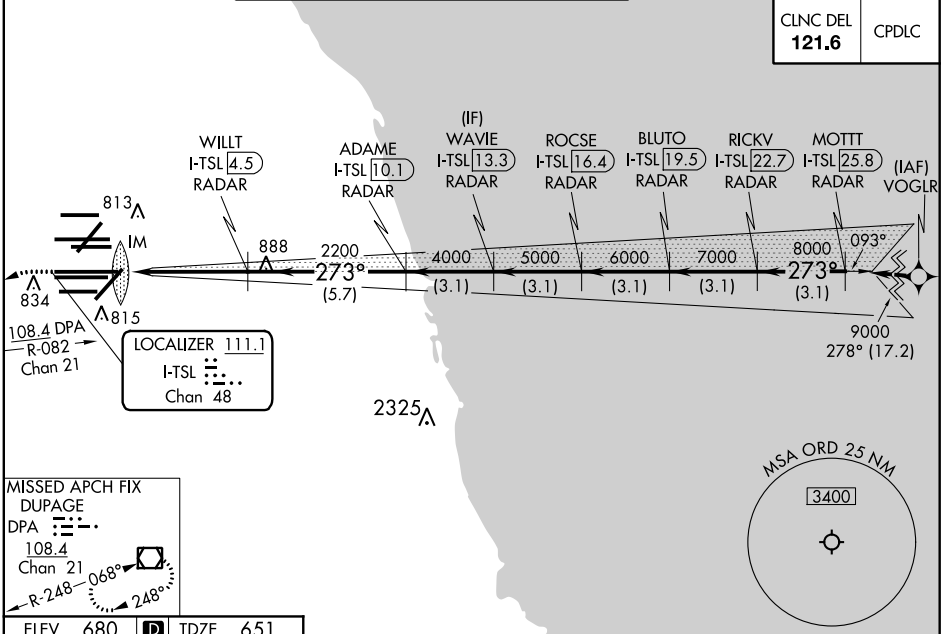 CLNC DEL
121.6
CPDLC
WILLT
I-TSL 4.5
RADAR
ADAME
I-TSL 10.1
RADAR
(IF)
WAVIE
I-TSL 13.3
RADAR
ROCSE
I-TSL 16.4
RADAR
BLUTO
I-TSL 19.5
RADAR
RICKV
I-TSL 22.7
RADAR
MOTTT
I-TSL 25.8
RADAR
(IAF)
VOGLR
813
IM
888
2200
273°
(5.7)
4000
(3.1)
5000
(3.1)
6000
(3.1)
7000
(3.1)
8000
273°
(3.1)
093°
9000
278° (17.2)
834
815
108.4 DPA
R-082
Chan 21
LOCALIZER 111.1
I-TSL
Chan 48
2325
MSA ORD 25 NM
3400
MISSED APCH FIX
DUPAGE
DPA
108.4
Chan 21
R-248
068°
248°
ELEV 680 D TDZE 651